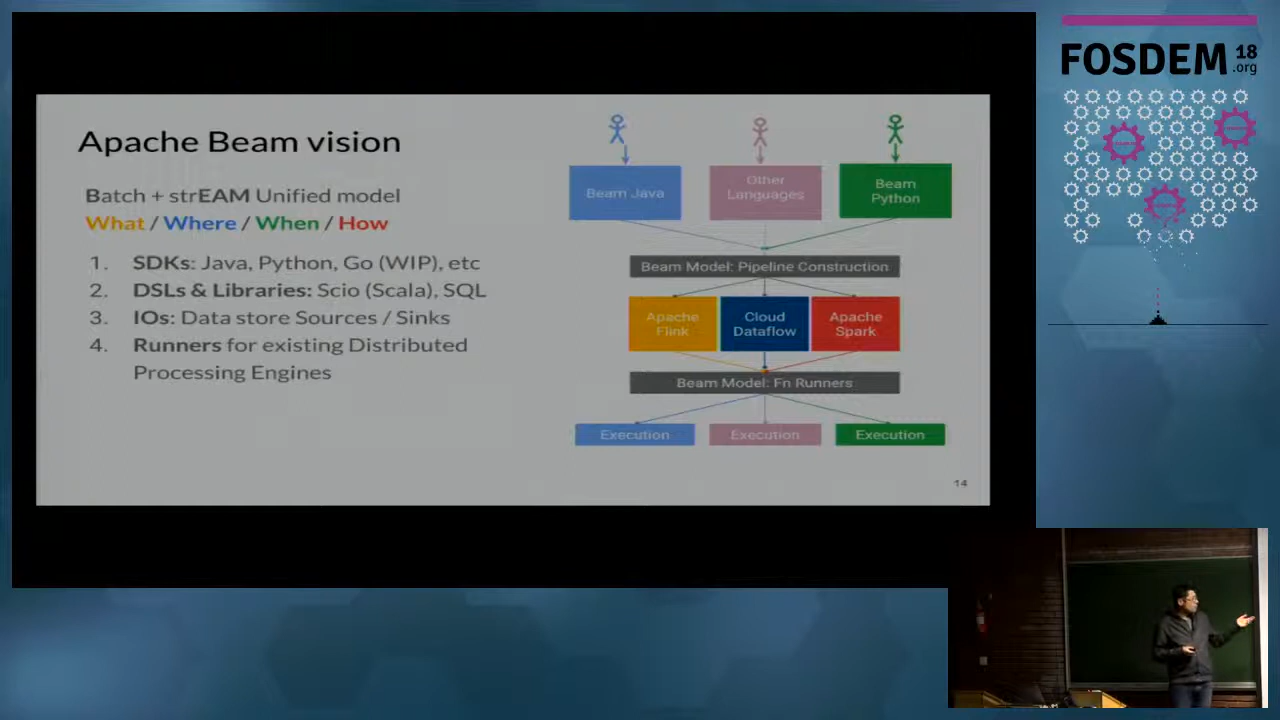 Apache Beam vision
Batch + strEAM Unified model
What / Where / When / How
1. SDKs: Java, Python, Go (WIP), etc
2. DSLs & Libraries: Scio (Scala), SQL
3. IOs: Data store Sources / Sinks
4. Runners for existing Distributed
Processing Engines
Beam Java
Other
Languages
Beam
Python
Beam Model: Pipeline Construction
Apache
Flink
Cloud
Dataflow
Apache
Spark
Beam Model: Fn Runners
Execution
Execution
Execution
14
FOSDEM 18
.org